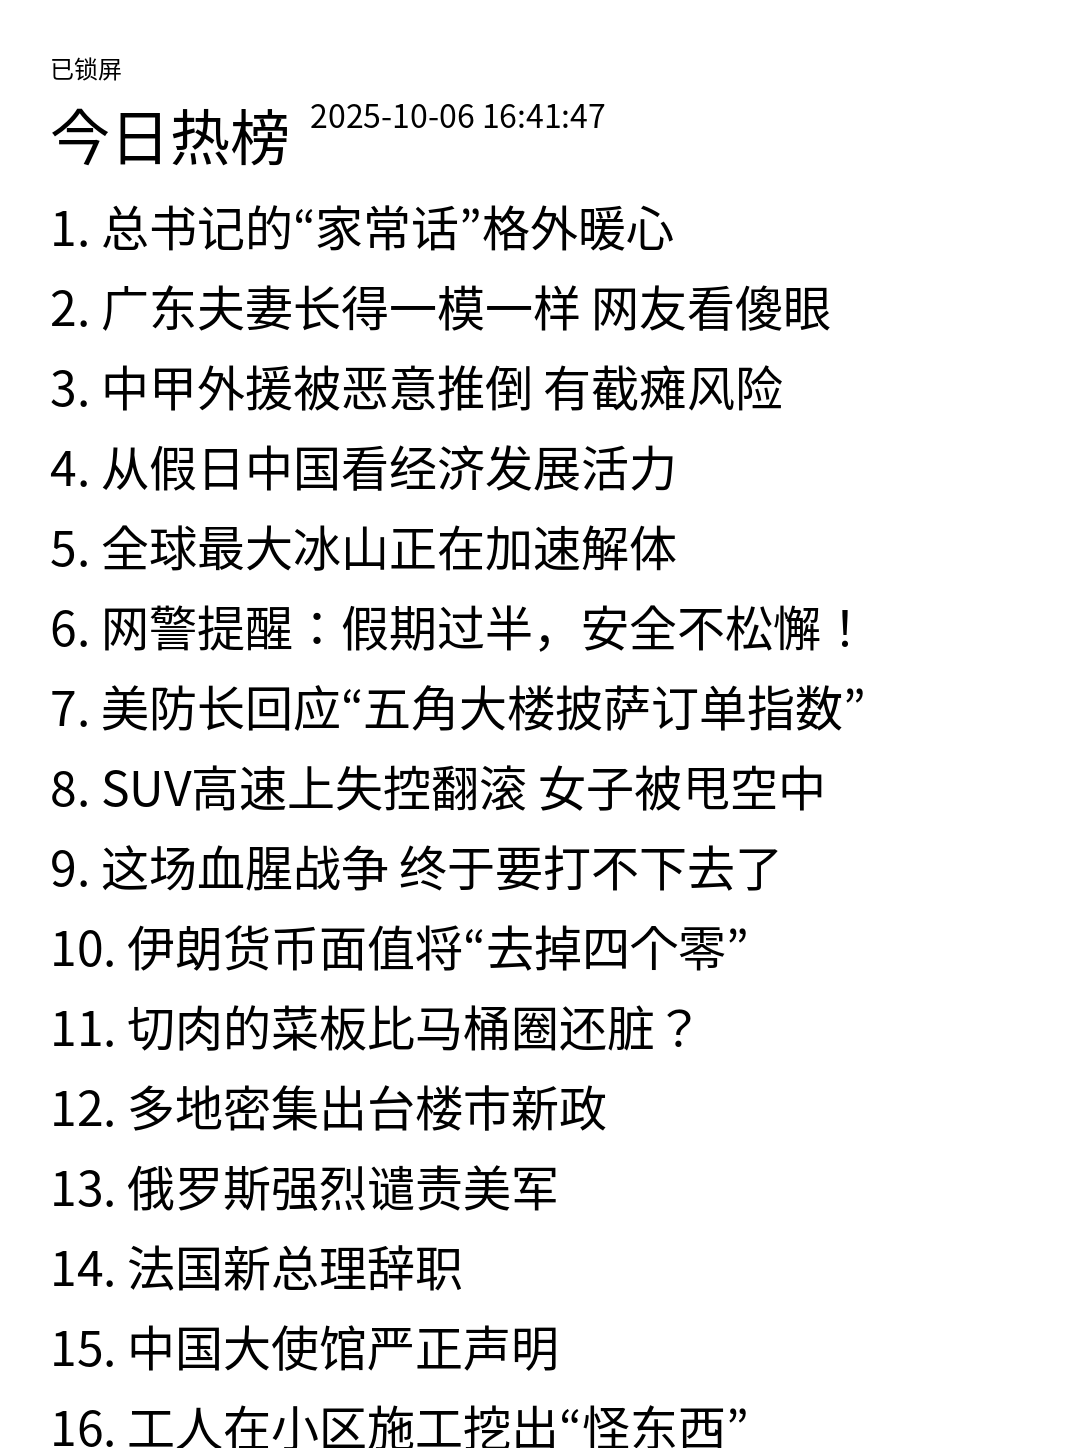 已锁屏
今日热榜 2025-10-06 16:41:47
1. 总书记的“家常话”格外暖心
2. 广东夫妻长得一模一样 网友看傻眼
3. 中甲外援被恶意推倒 有截瘫风险
4. 从假日中国看经济发展活力
5. 全球最大冰山正在加速解体
6. 网警提醒：假期过半，安全不松懈！
7. 美防长回应“五角大楼披萨订单指数”
8. SUV高速上失控翻滚 女子被甩空中
9. 这场血腥战争 终于要打不下去了
10. 伊朗货币面值将“去掉四个零”
11. 切肉的菜板比马桶圈还脏？
12. 多地密集出台楼市新政
13. 俄罗斯强烈谴责美军
14. 法国新总理辞职
15. 中国大使馆严正声明
16. 工人在小区施工挖出“怪东西”